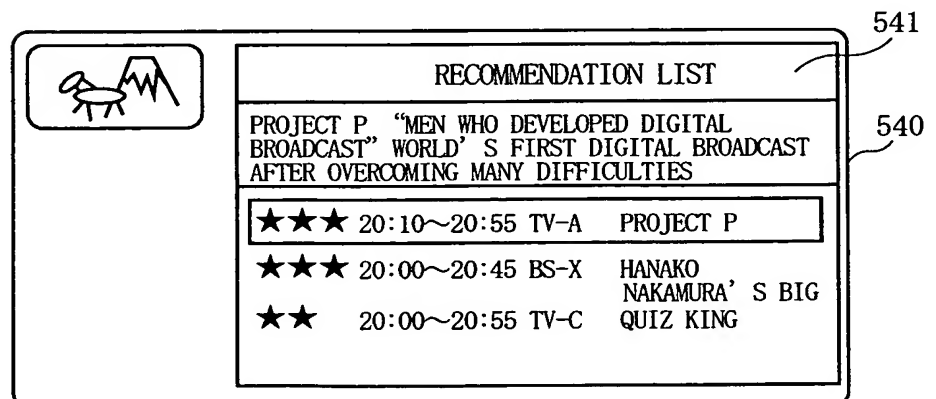 541
RECOMMENDATION LIST
540
PROJECT P “MEN WHO DEVELOPED DIGITAL
BROADCAST” WORLD’ S FIRST DIGITAL BROADCAST
AFTER OVERCOMING MANY DIFFICULTIES
★★★ 20:10～20:55 TV-A PROJECT P
★★★ 20:00～20:45 BS-X HANAKO
NAKAMURA’ S BIG
★★ 20:00～20:55 TV-C QUIZ KING